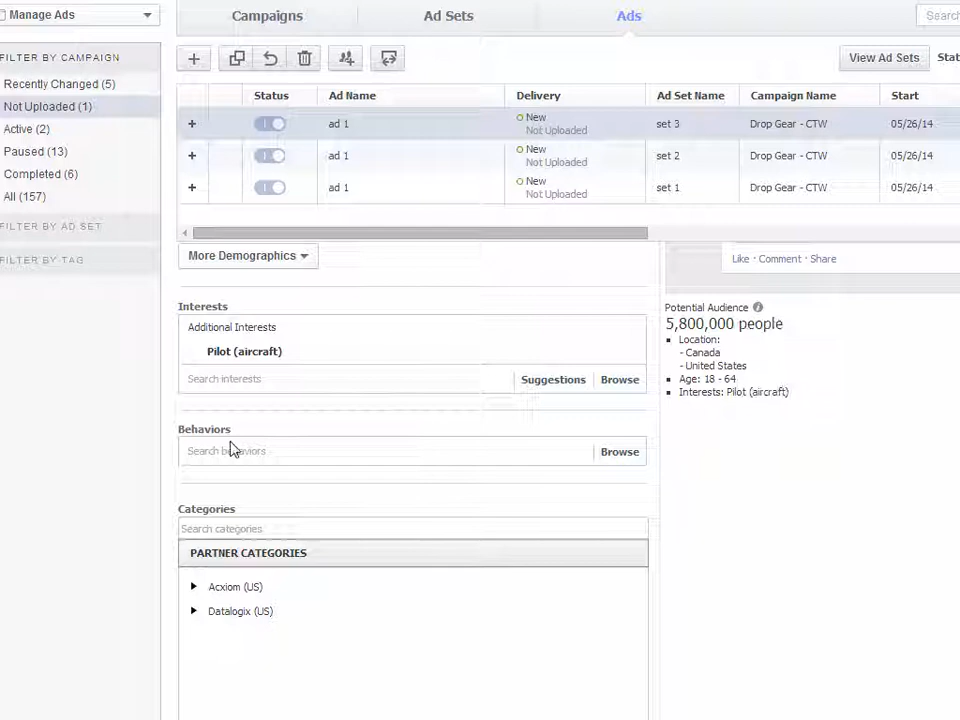 Manage Ads
Campaigns
Ad Sets
Ads
Search
FILTER BY CAMPAIGN
Recently Changed (5)
Not Uploaded (1)
Active (2)
Paused (13)
Completed (6)
All (157)
FILTER BY AD SET
FILTER BY TAG
View Ad Sets
Stat
Status
Ad Name
Delivery
Ad Set Name
Campaign Name
Start
ad 1
New
Not Uploaded
set 3
Drop Gear - CTW
05/26/14
ad 1
New
Not Uploaded
set 2
Drop Gear - CTW
05/26/14
ad 1
New
Not Uploaded
set 1
Drop Gear - CTW
05/26/14
More Demographics
Interests
Additional Interests
Pilot (aircraft)
Search interests
Suggestions
Browse
Behaviors
Search behaviors
Browse
Categories
Search categories
PARTNER CATEGORIES
Acxiom (US)
Datalogix (US)
Like · Comment · Share
Potential Audience
5,800,000 people
Location:
- Canada
- United States
Age: 18 - 64
Interests: Pilot (aircraft)